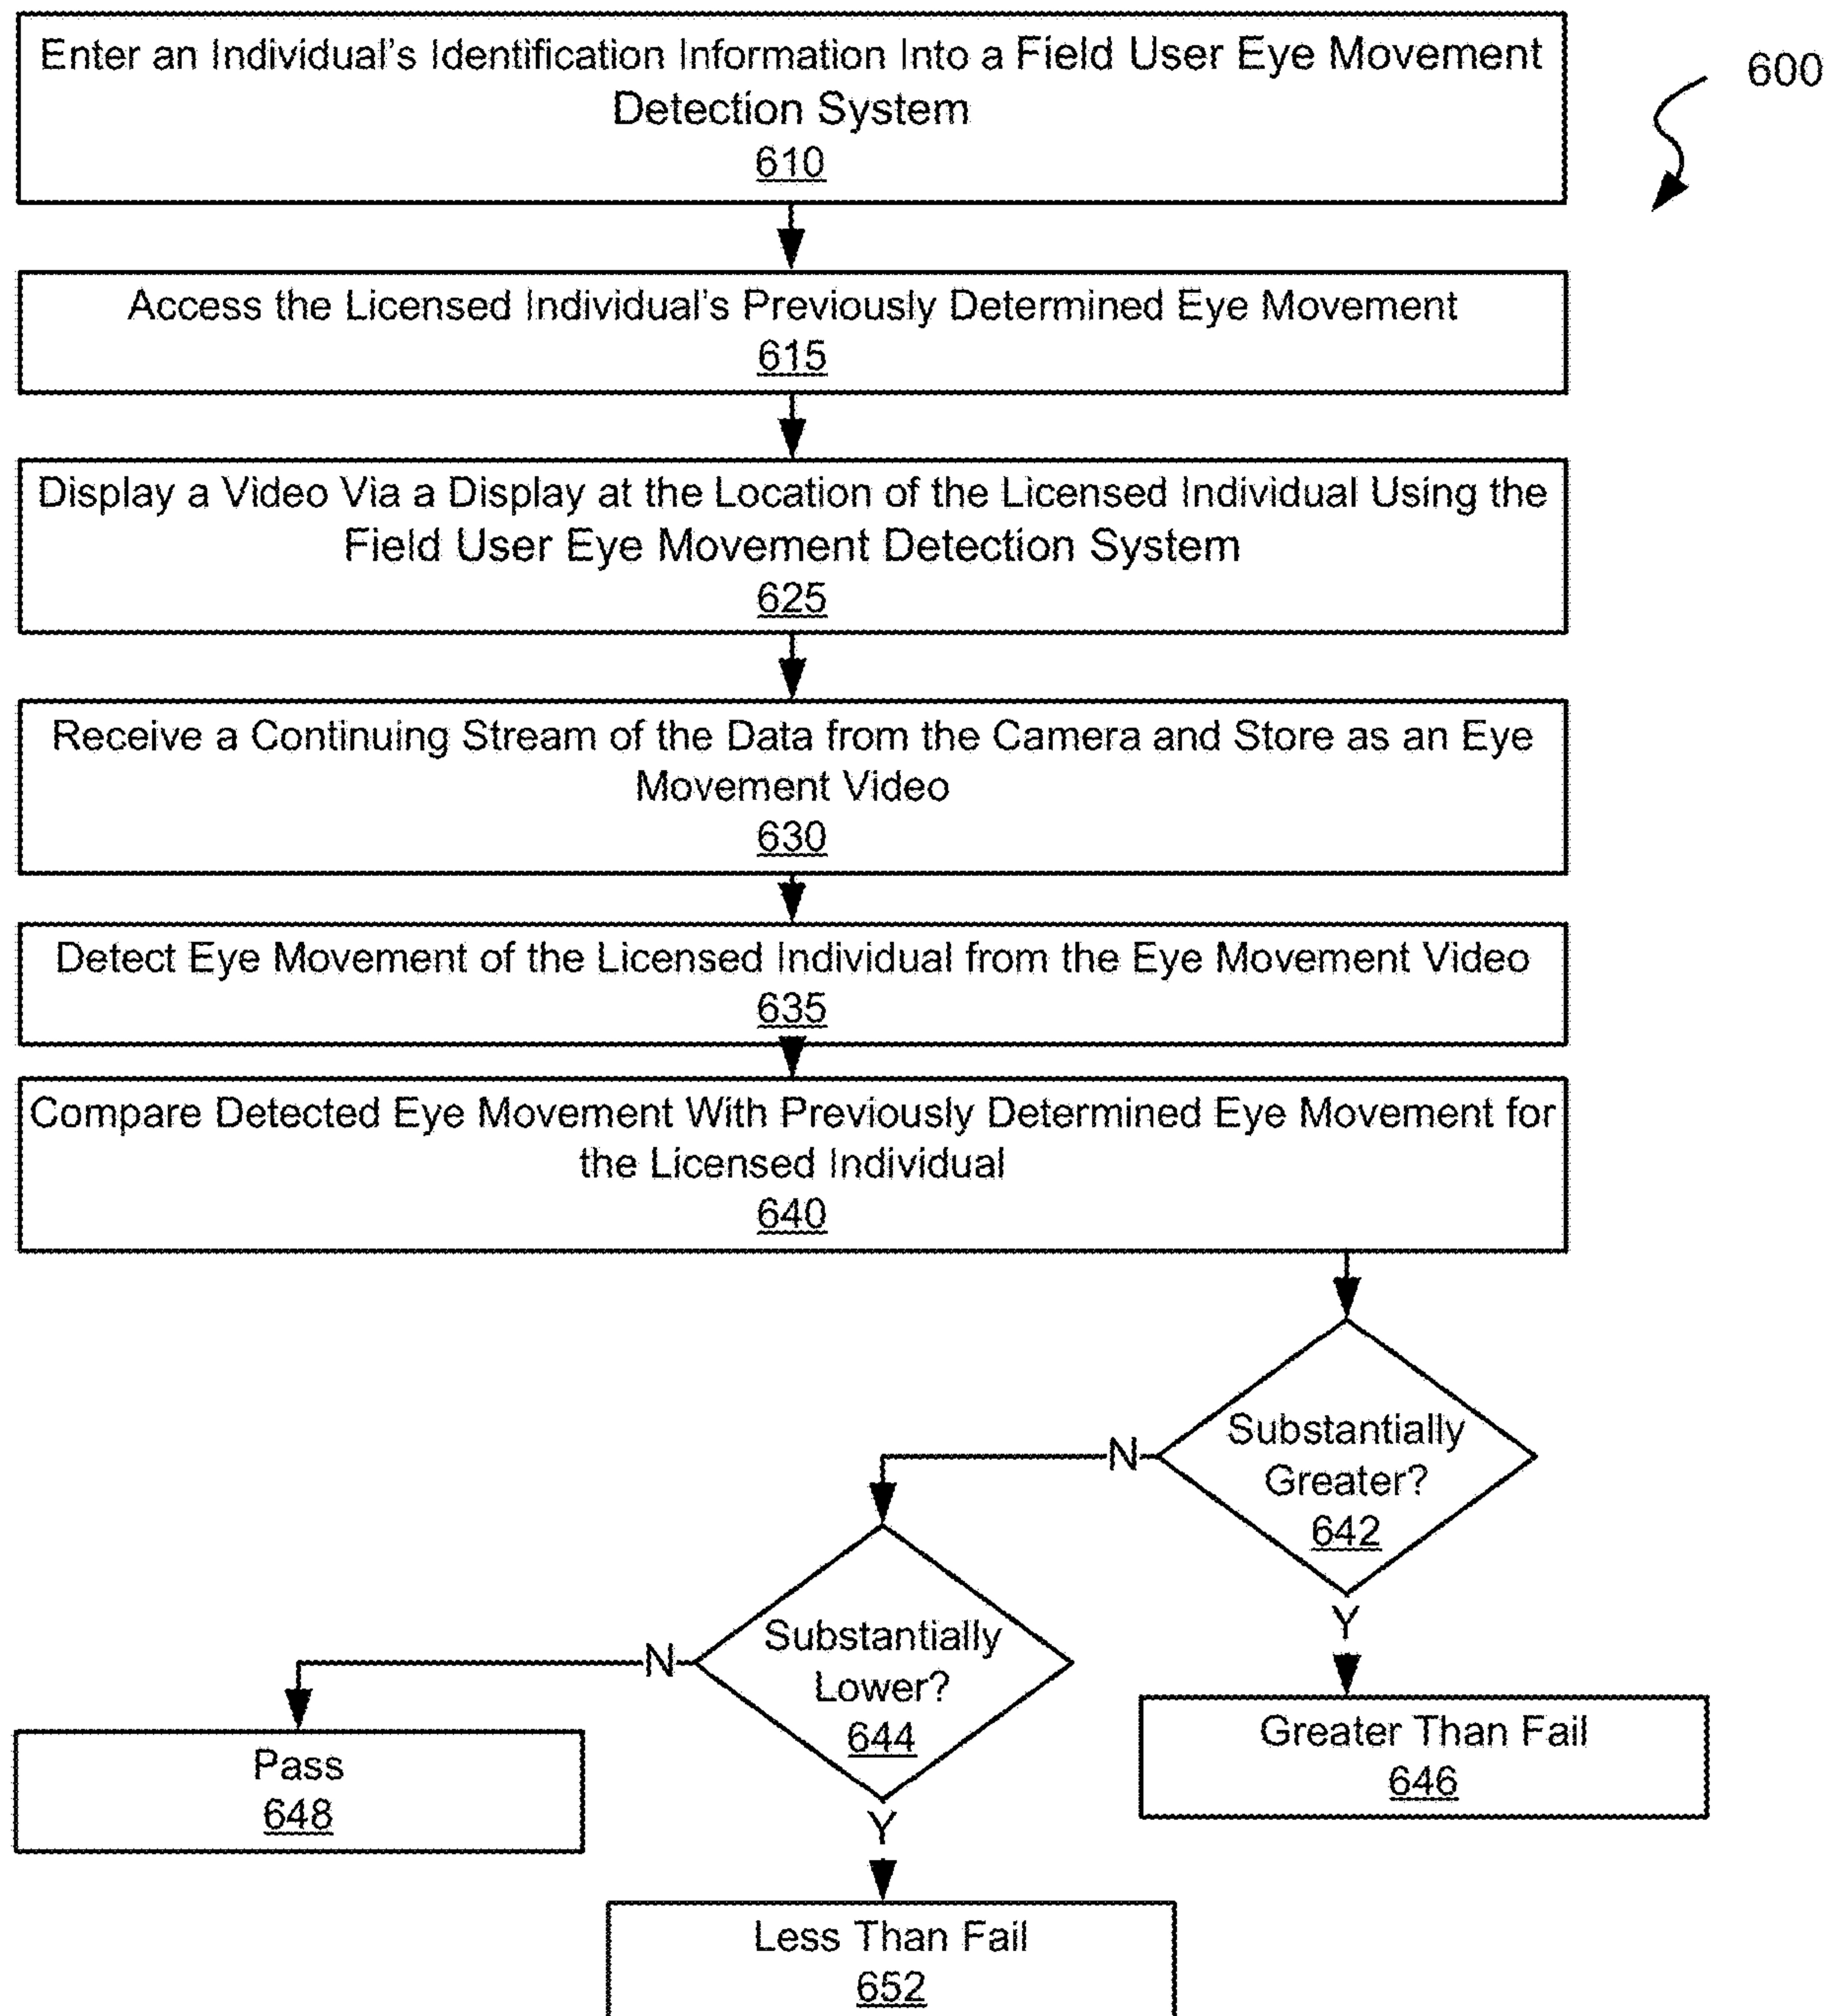 Enter an Individual's Identification Information Into a Field User Eye Movement
Detection System
610
600
Access the Licensed Individual's Previously Determined Eye Movement
615
Display a Video Via a Display at the Location of the Licensed Individual Using the
Field User Eye Movement Detection System
625
Receive a Continuing Stream of the Data from the Camera and Store as an Eye
Movement Video
630
Detect Eye Movement of the Licensed Individual from the Eye Movement Video
635
Compare Detected Eye Movement With Previously Determined Eye Movement for
the Licensed Individual
640
Substantially
Greater?
642
N
Y
Substantially
Lower?
644
N
Y
Greater Than Fail
646
Pass
648
Less Than Fail
652